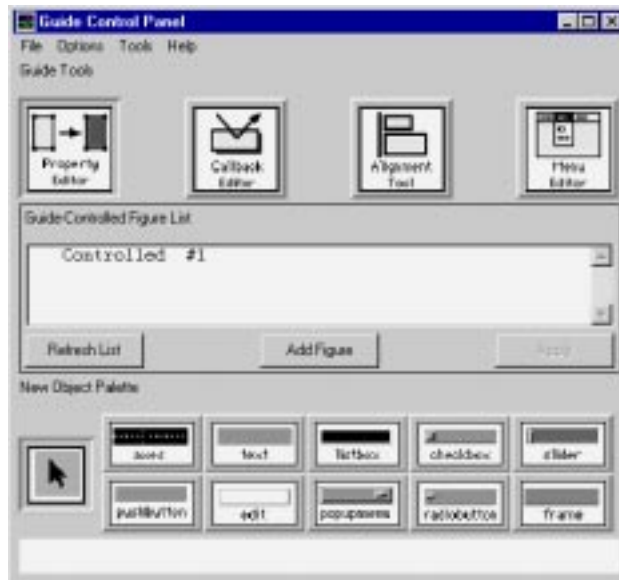 Guide Control Panel
File Options Tools Help
Guide Tools
Property Editor
Callback Editor
Alignment Tool
Menu Editor
Guide-Controlled Figure List
Controlled #1
Refresh List Add Figure Apply
New Object Palette
axes text listbox checkbox slider
pushbutton edit popupmenu radiobutton frame